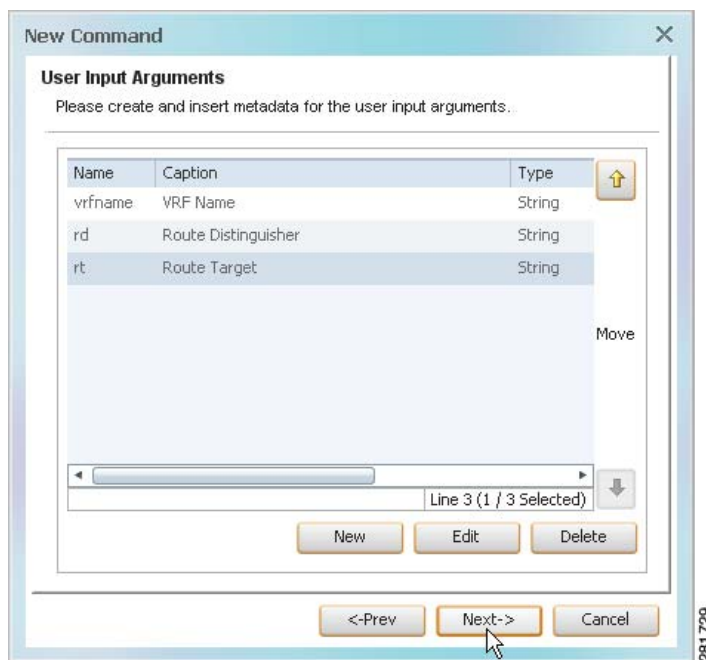 New Command
User Input Arguments
Please create and insert metadata for the user input arguments.
Name Caption Type
vrfname VRF Name String
rd Route Distinguisher String
rt Route Target String
Move
Line 3 (1 / 3 Selected)
New Edit Delete
<-Prev Next-> Cancel
281729